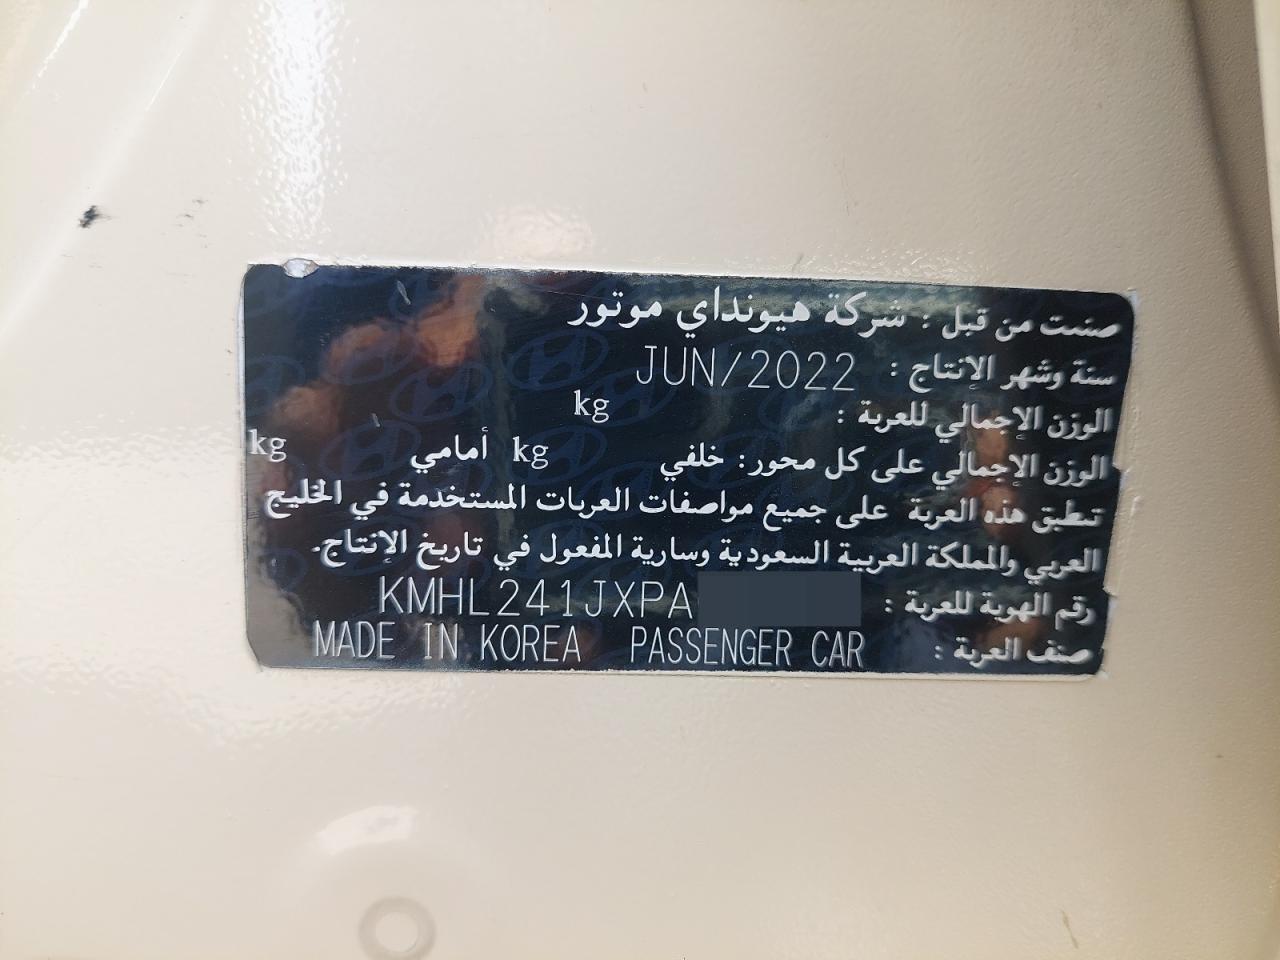 صنعت من قبل : شركة هيونداي موتور
سنة وشهر الإنتاج : JUN/2022
الوزن الإجمالي للعربة : kg
الوزن الإجمالي على كل محور: خلفي kg أمامي kg
تنطبق هذه العربة على جميع مواصفات العربات المستخدمة في الخليج
العربي والمملكة العربية السعودية وسارية المفعول في تاريخ الإنتاج.
رقم الهوية للعربة : KMHL241JXPA
صنف العربة : MADE IN KOREA PASSENGER CAR